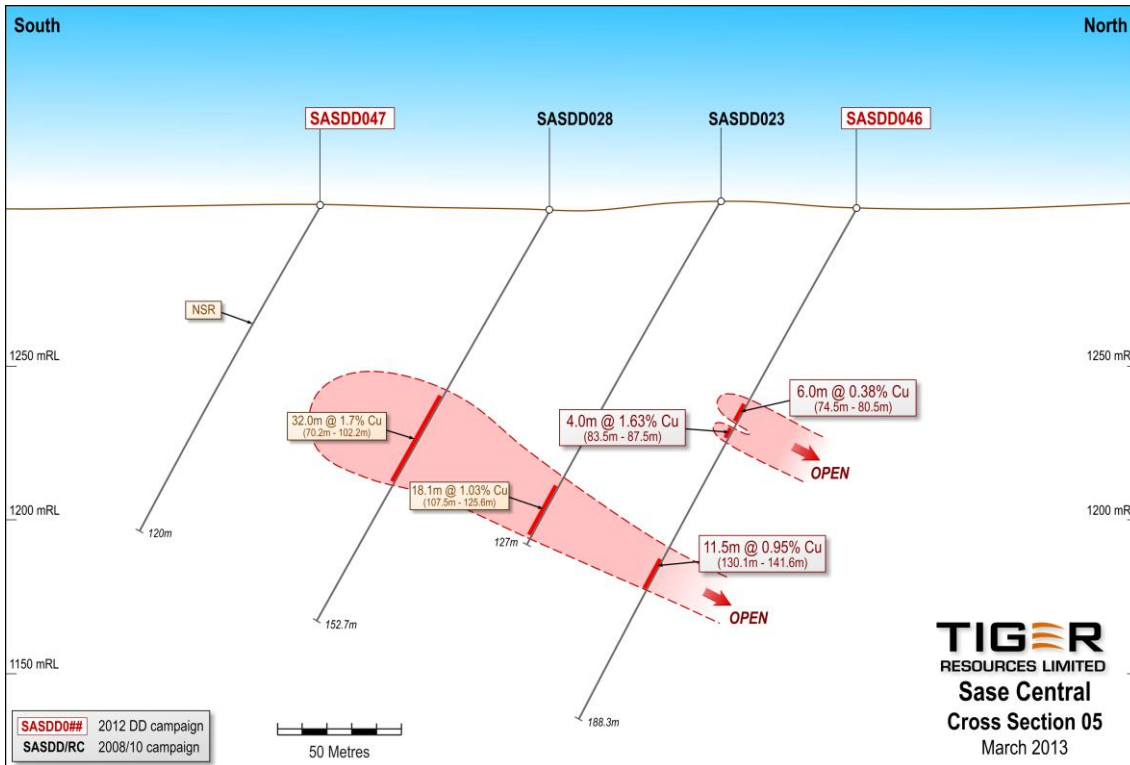 South
North
SASDD047
SASDD028
SASDD023
SASDD046
NSR
1250 mRL
1250 mRL
6.0m @ 0.38% Cu
(74.5m - 80.5m)
4.0m @ 1.63% Cu
(83.5m - 87.5m)
32.0m @ 1.7% Cu
(70.2m - 102.2m)
OPEN
18.1m @ 1.03% Cu
(107.5m - 125.6m)
1200 mRL
1200 mRL
120m
127m
11.5m @ 0.95% Cu
(130.1m - 141.6m)
OPEN
152.7m
TIGER
RESOURCES LIMITED
1150 mRL
1150 mRL
Sase Central
Cross Section 05
March 2013
188.3m
SASDD0## 2012 DD campaign
SASDD/RC 2008/10 campaign
50 Metres